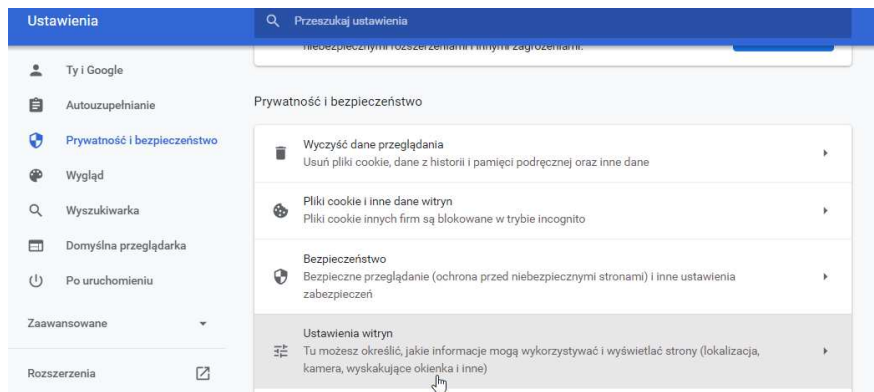 Ustawienia
Przeszukaj ustawienia
niebezpiecznymi rozszerzeniami i innymi zagrożeniami.
Ty i Google
Autouzupełnianie
Prywatność i bezpieczeństwo
Wygląd
Wyszukiwarka
Domyślna przeglądarka
Po uruchomieniu
Zaawansowane
Rozszerzenia
Prywatność i bezpieczeństwo
Wyczyść dane przeglądania
Usuń pliki cookie, dane z historii i pamięci podręcznej oraz inne dane
Pliki cookie i inne dane witryn
Pliki cookie innych firm są blokowane w trybie incognito
Bezpieczeństwo
Bezpieczne przeglądanie (ochrona przed niebezpiecznymi stronami) i inne ustawienia
zabezpieczeń
Ustawienia witryn
Tu możesz określić, jakie informacje mogą wykorzystywać i wyświetlać strony (lokalizacja,
kamera, wyskakujące okienka i inne)